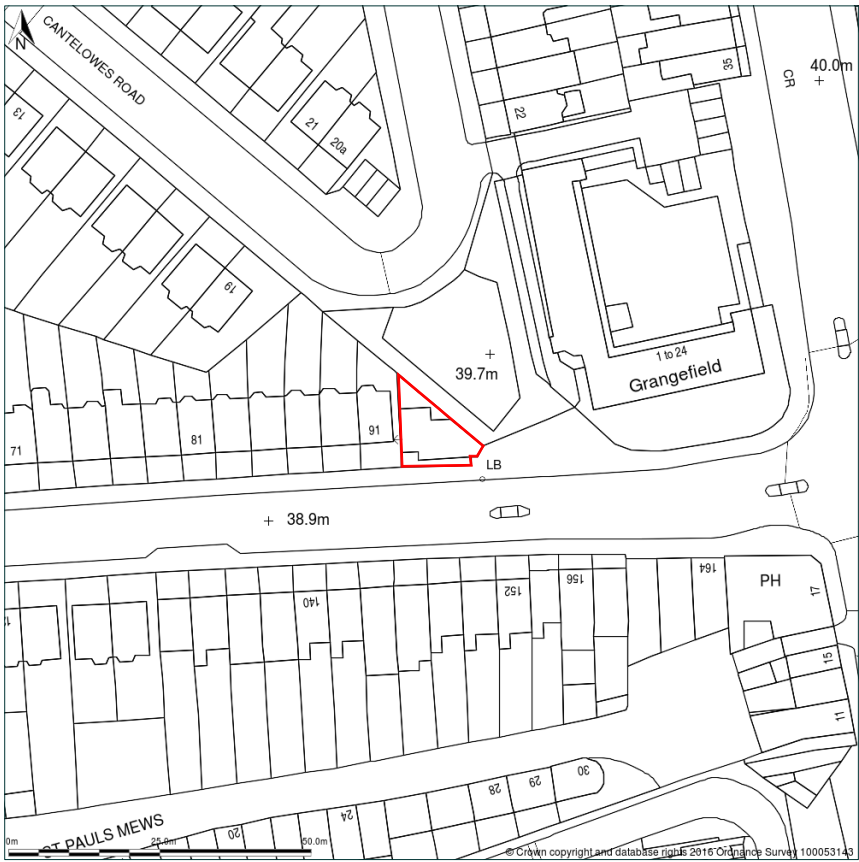 N
CANTELOWES ROAD
35
CR
40.0m
22
13
21
20a
19
39.7m
1 to 24
Grangefield
71
81
91
LB
38.9m
140
152
156
164
PH
17
15
11
30
29
28
24
20
ST PAULS MEWS
0m
25.0m
50.0m
© Crown copyright and database rights 2016 Ordnance Survey 100053143